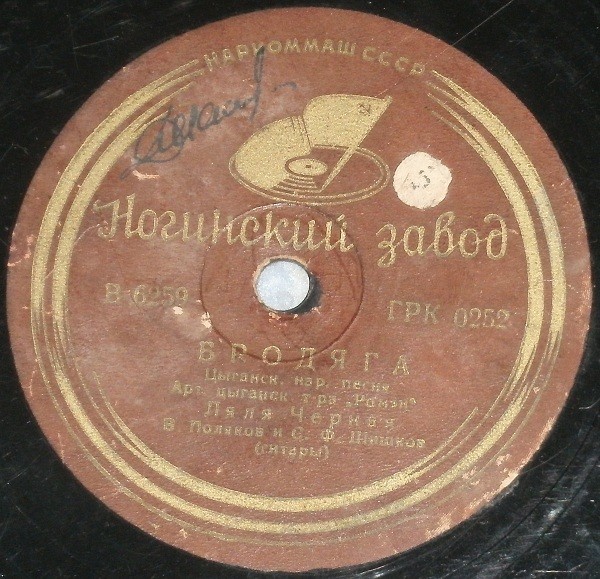 НАРКОММАШ СССР
Ногинский завод
В 6259
ГРК 0252
БРОДЯГА
Цыганск. нар. песня
Арт. цыганск. т-ра „Ромэн"
Ляля Черная
В. Поляков и С. Ф. Шишков
(гитары)